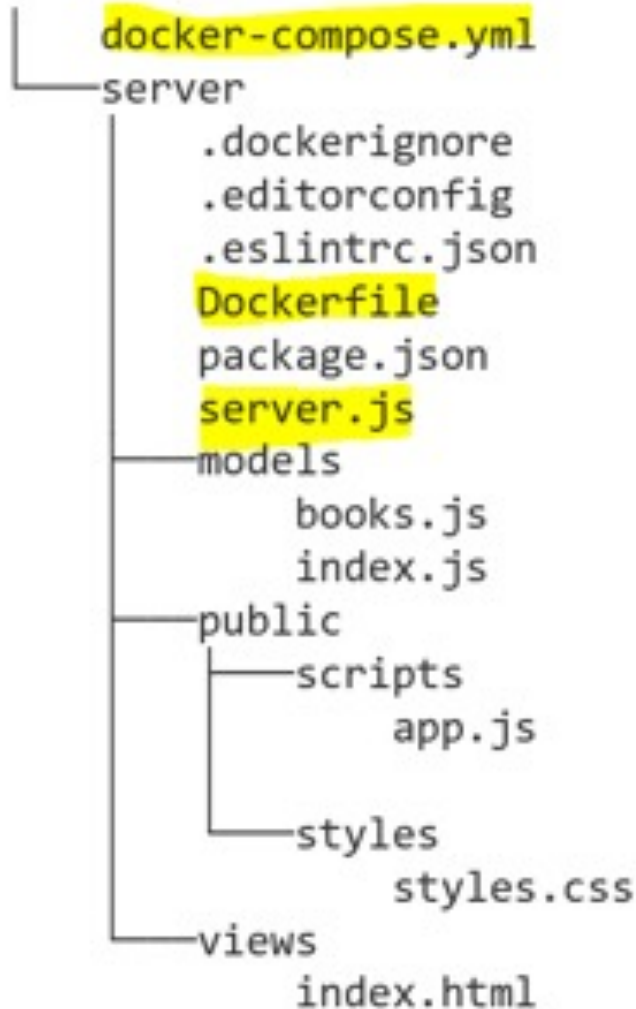 docker-compose.yml
server
.dockerignore
.editorconfig
.eslintrc.json
Dockerfile
package.json
server.js
models
books.js
index.js
public
scripts
app.js
styles
styles.css
views
index.html